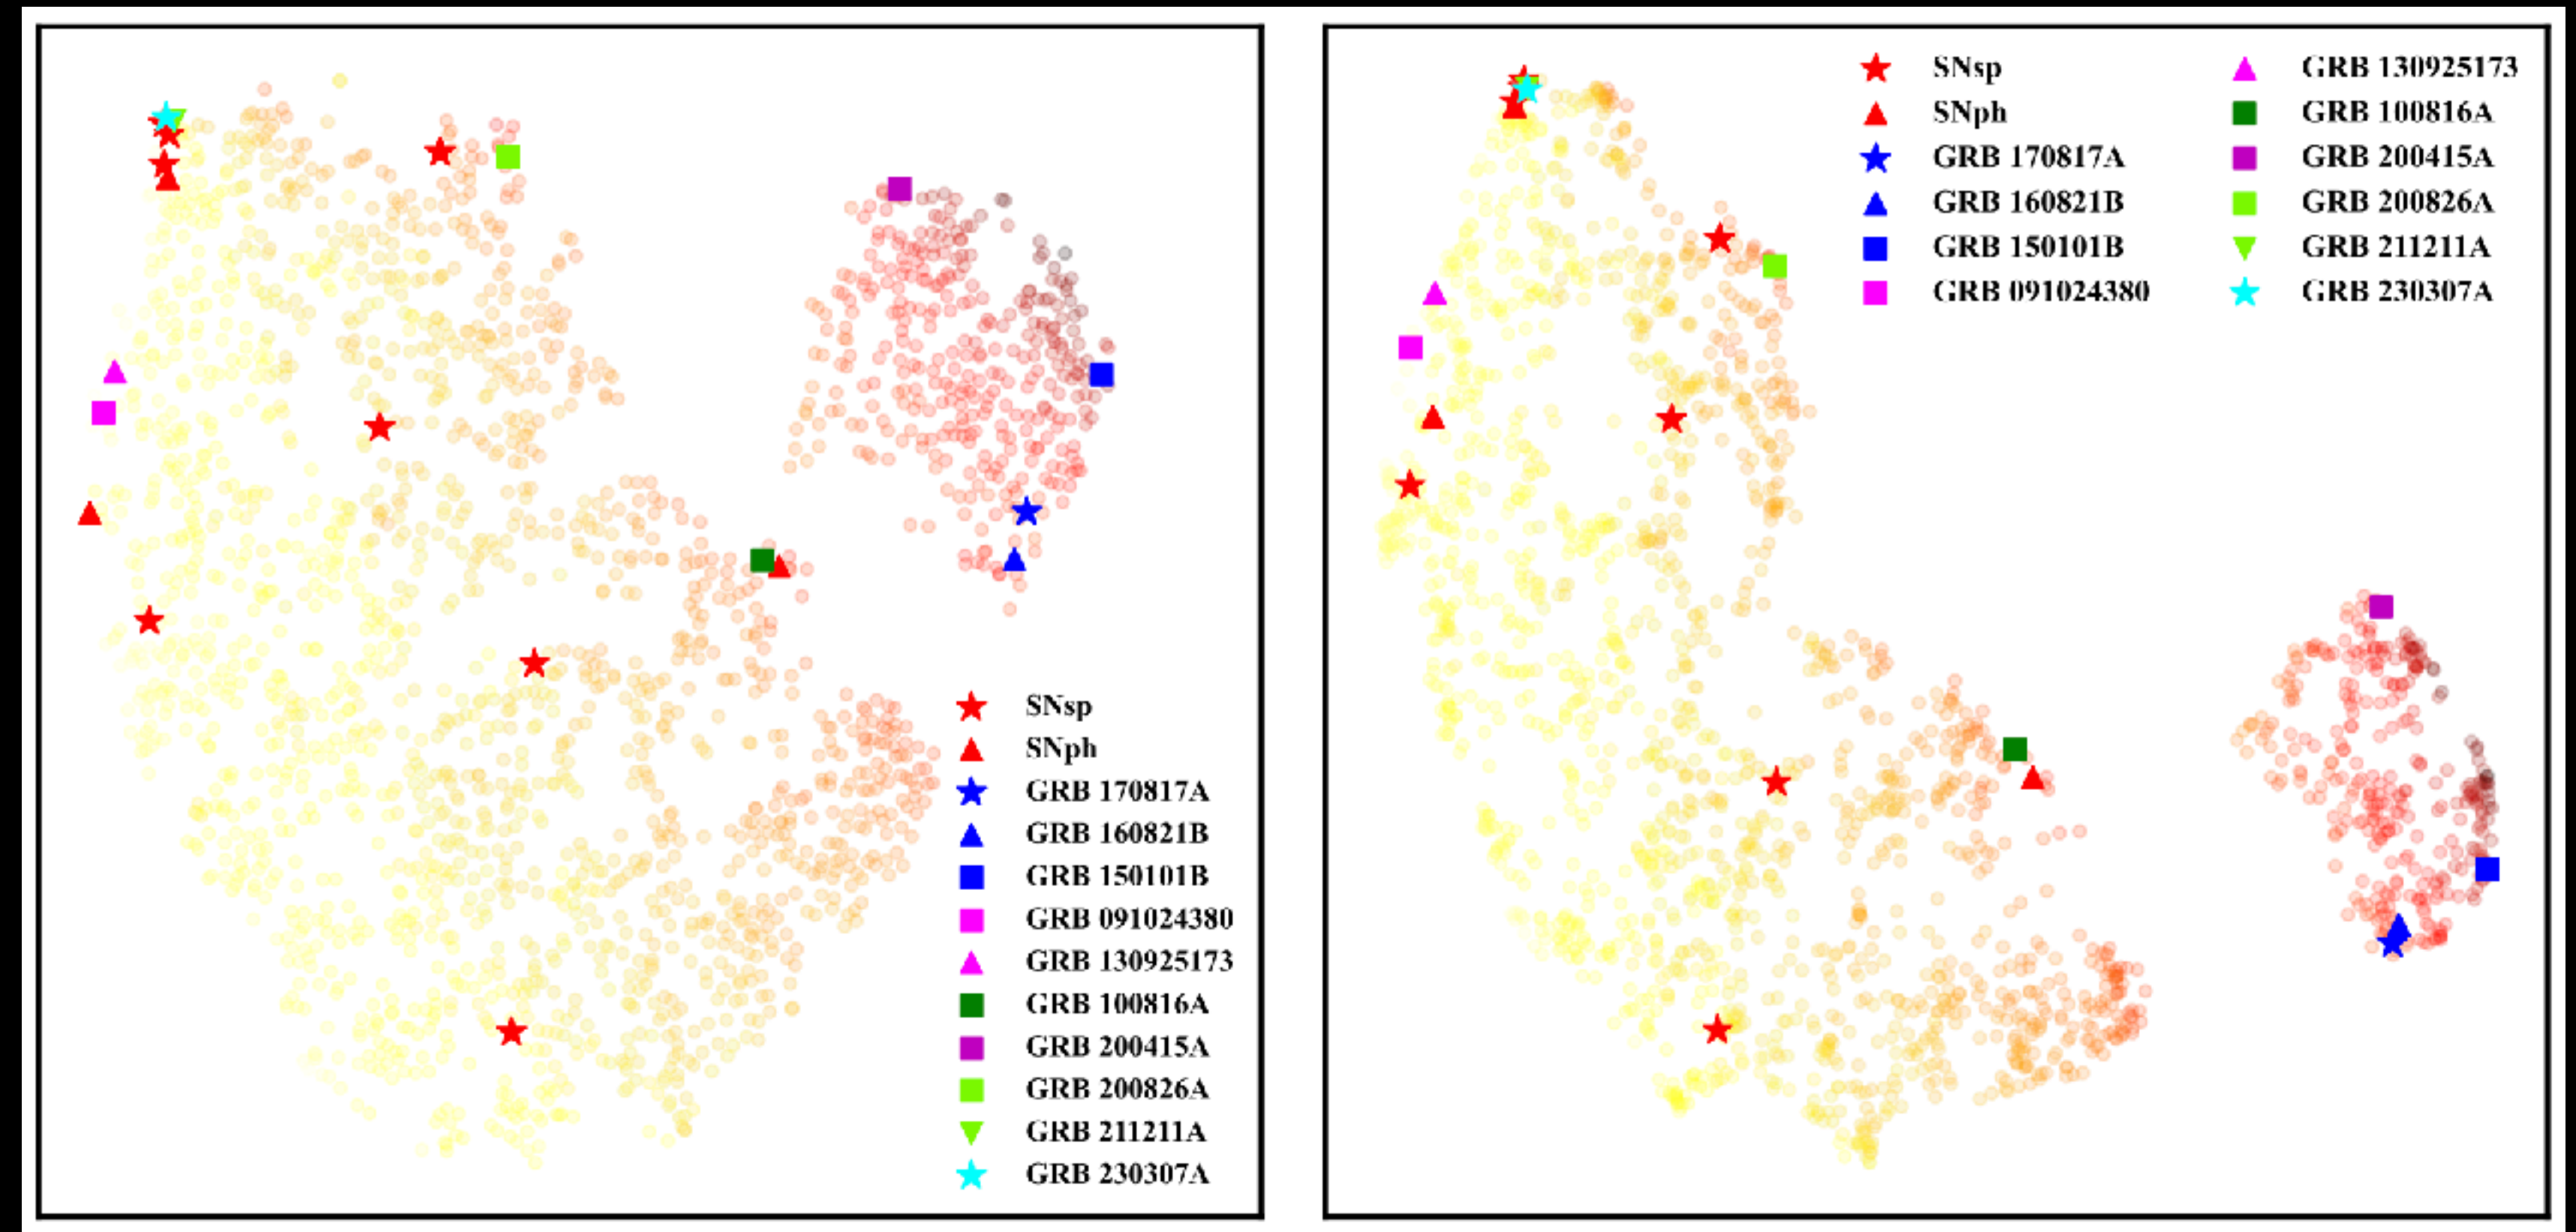 SNsp
SNph
GRB 170817A
GRB 160821B
GRB 150101B
GRB 091024380
GRB 130925173
GRB 100816A
GRB 200415A
GRB 200826A
GRB 211211A
GRB 230307A
SNsp
SNph
GRB 170817A
GRB 160821B
GRB 150101B
GRB 091024380
GRB 130925173
GRB 100816A
GRB 200415A
GRB 200826A
GRB 211211A
GRB 230307A